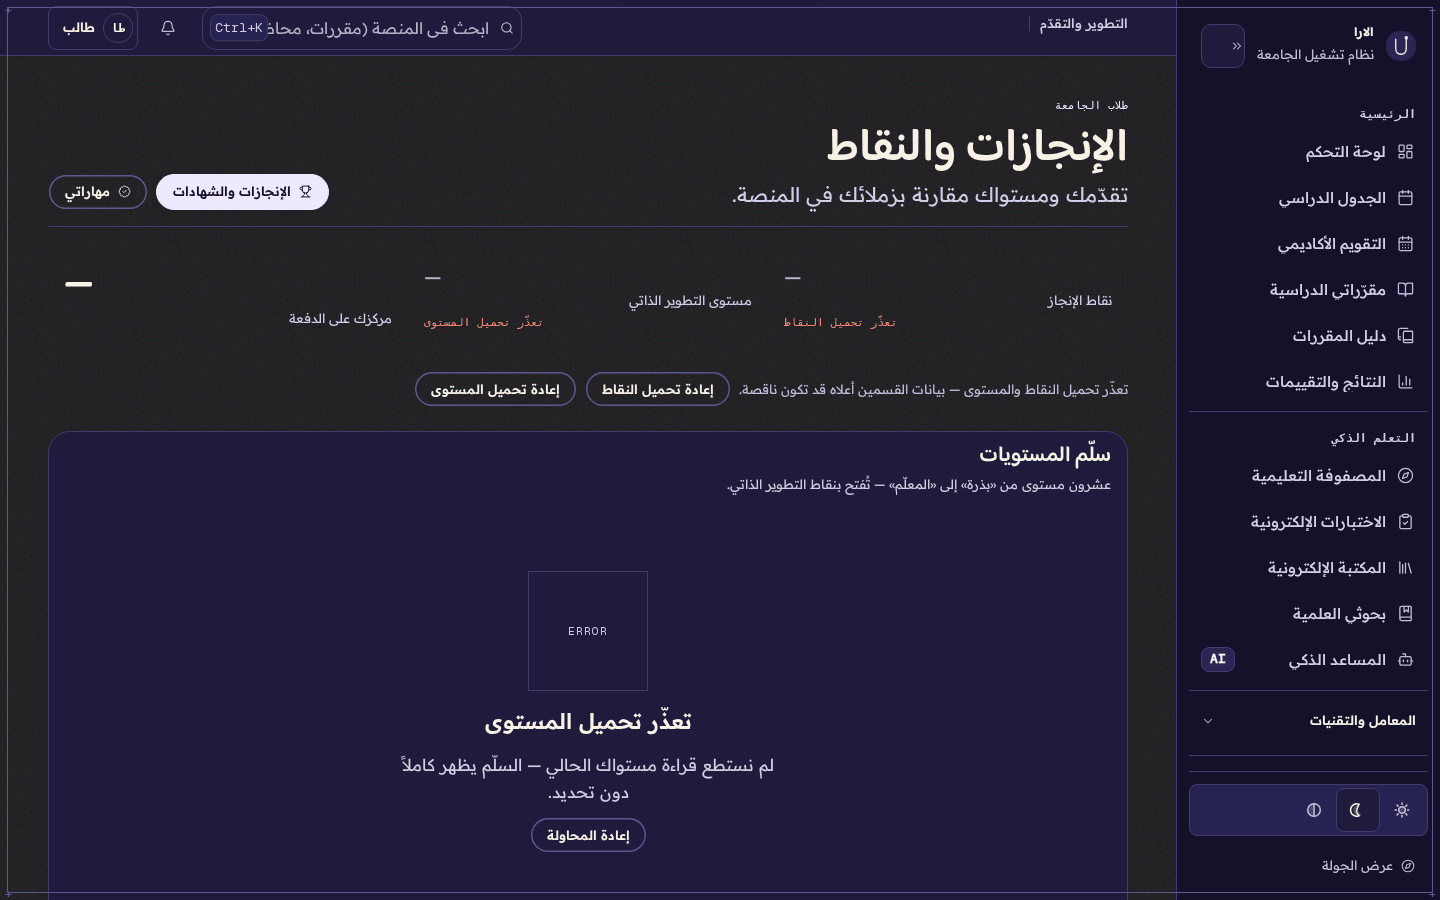 الارا
نظام تشغيل الجامعة
الرئيسية
لوحة التحكم
الجدول الدراسي
التقويم الأكاديمي
مقرّراتي الدراسية
دليل المقررات
النتائج والتقييمات
التعلم الذكي
المصفوفة التعليمية
الاختبارات الإلكترونية
المكتبة الإلكترونية
بحوثي العلمية
المساعد الذكي AI
المعامل والتقنيات
عرض الجولة
التطوير والتقدّم
ابحث في المنصة (مقررات، محاض Ctrl+K
طا طالب
طلاب الجامعة
الإنجازات والنقاط
تقدّمك ومستواك مقارنة بزملائك في المنصة.
الإنجازات والشهادات
مهاراتي
نقاط الإنجاز
—
تعذّر تحميل النقاط
مستوى التطوير الذاتي
—
تعذّر تحميل المستوى
مركزك على الدفعة
—
تعذّر تحميل النقاط والمستوى — بيانات القسمين أعلاه قد تكون ناقصة.
إعادة تحميل النقاط
إعادة تحميل المستوى
سلّم المستويات
عشرون مستوى من «بذرة» إلى «المعلّم» — تُفتح بنقاط التطوير الذاتي.
ERROR
تعذّر تحميل المستوى
لم نستطع قراءة مستواك الحالي — السلّم يظهر كاملاً
دون تحديد.
إعادة المحاولة